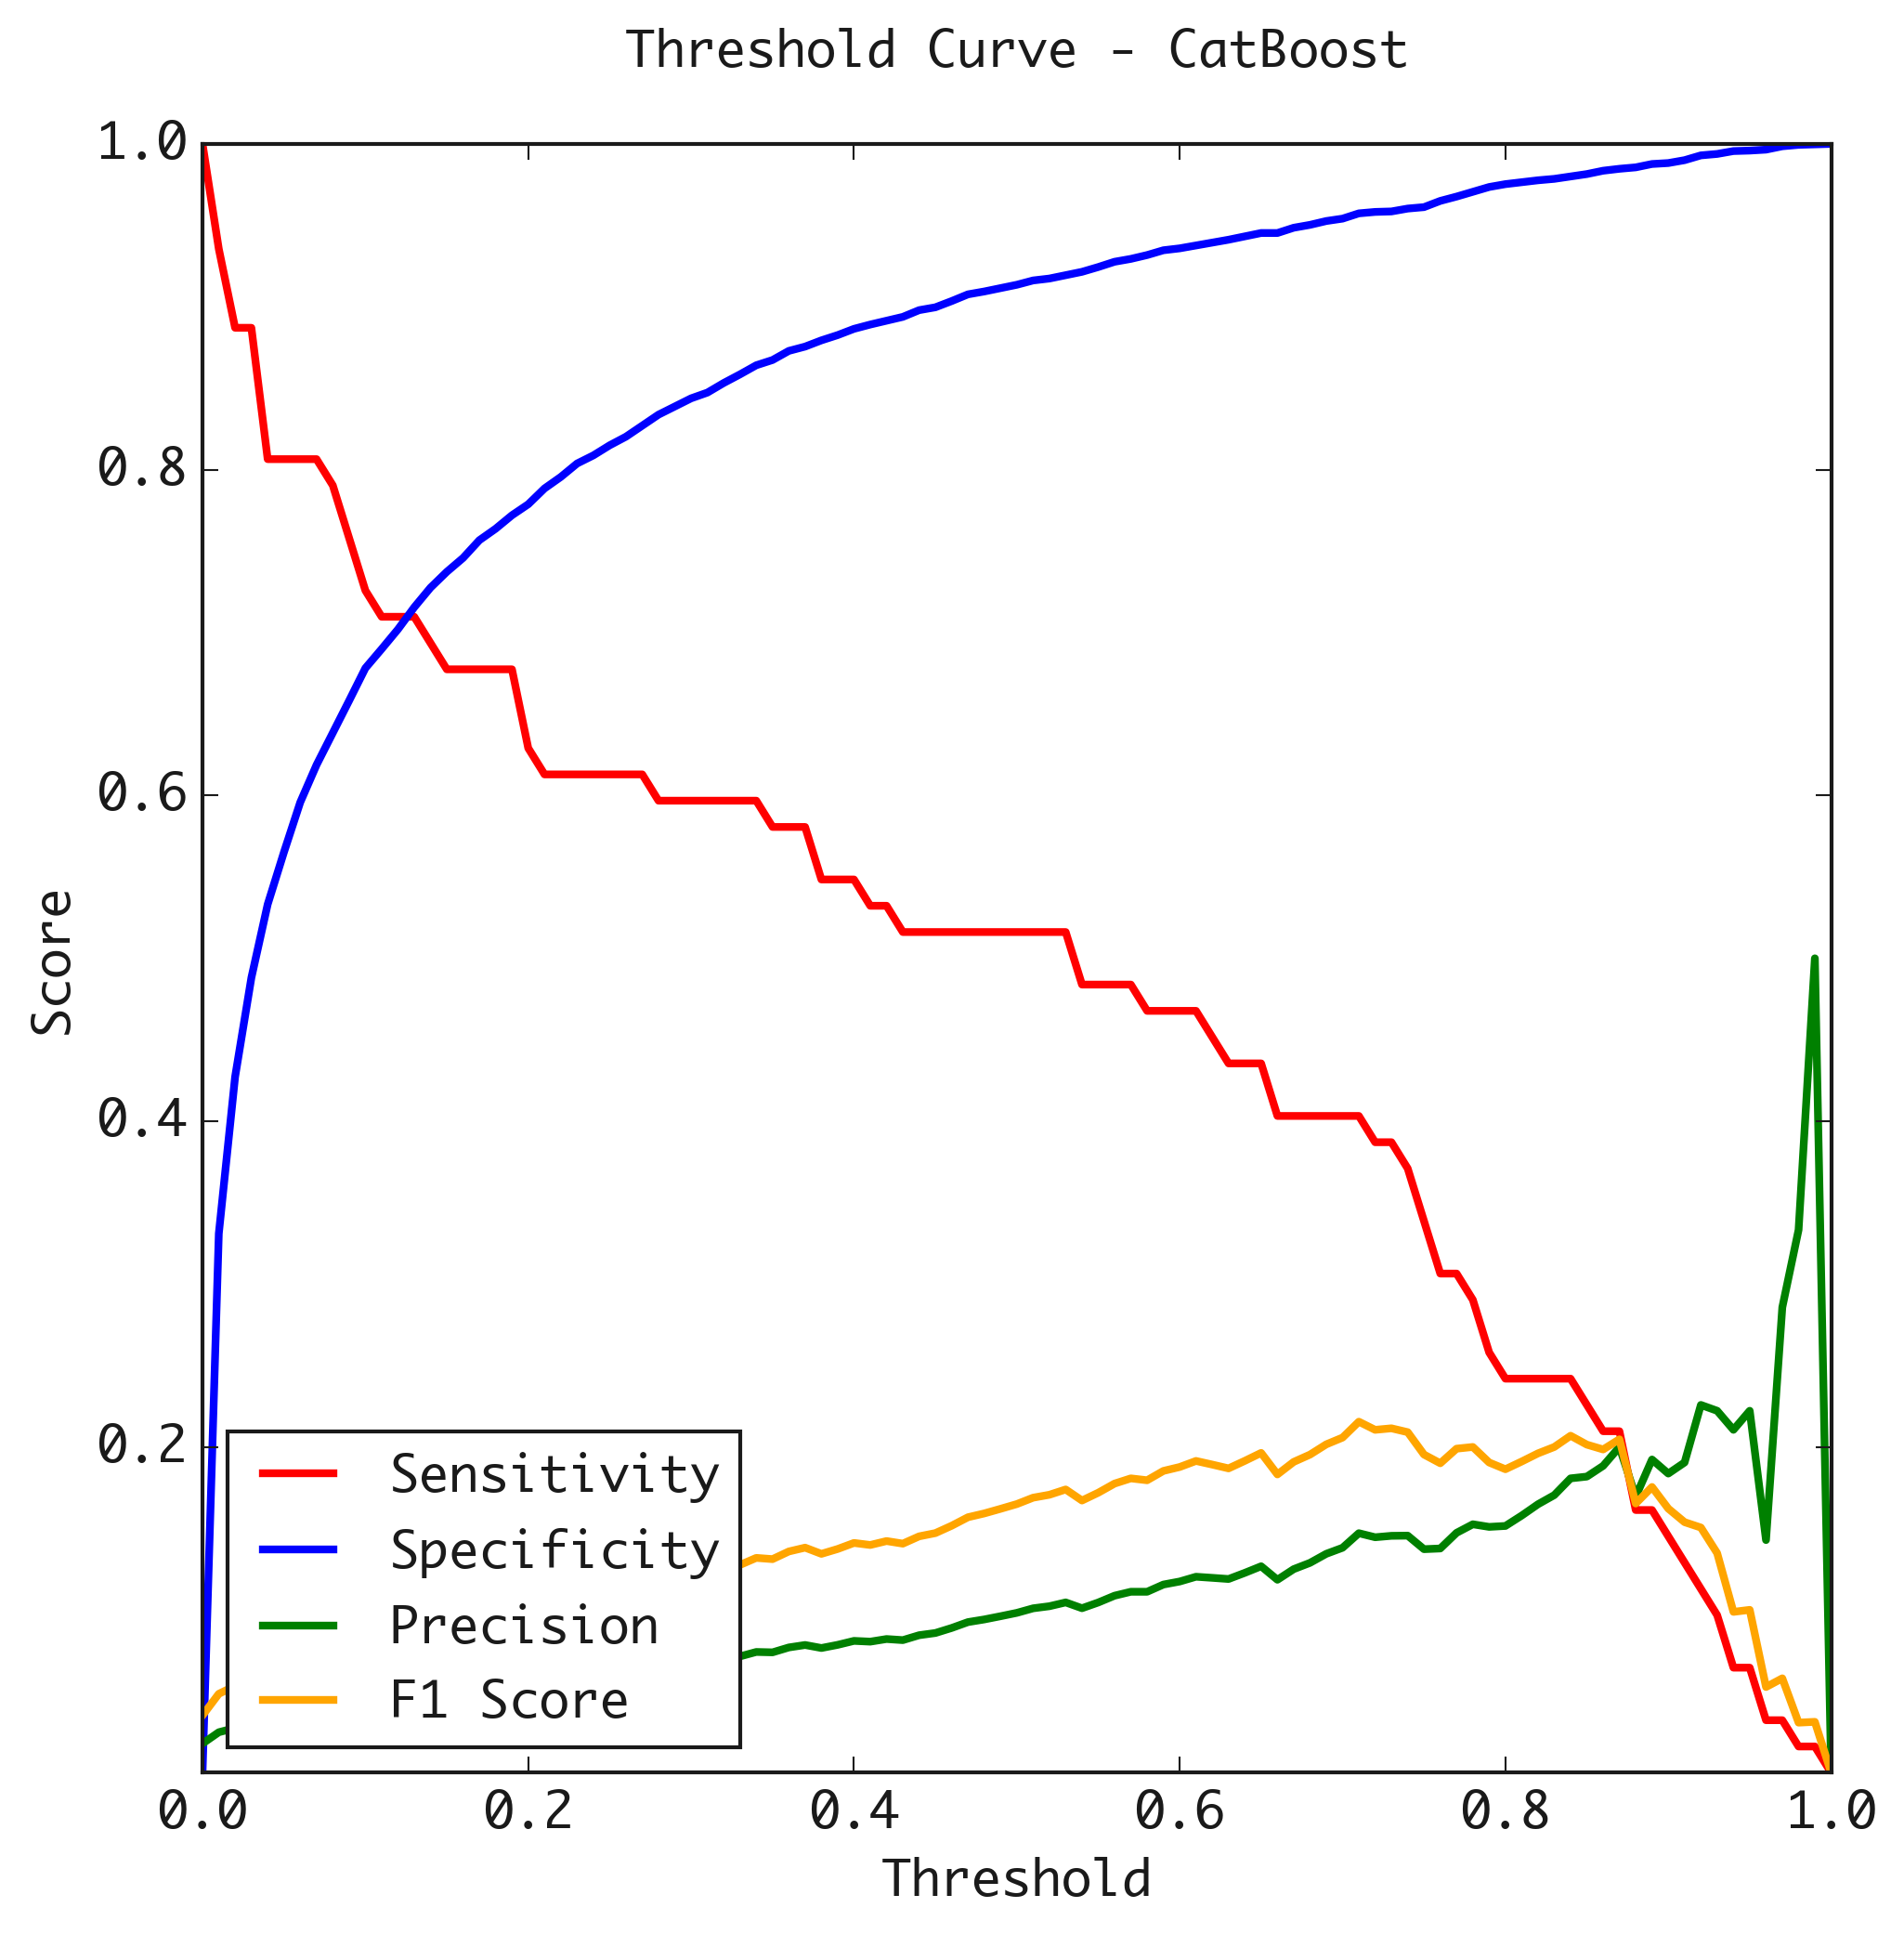 Threshold Curve - CatBoost
1.0
0.8
0.6
0.4
0.2
Score
Sensitivity
Specificity
Precision
F1 Score
0.0 0.2 0.4 0.6 0.8 1.0
Threshold